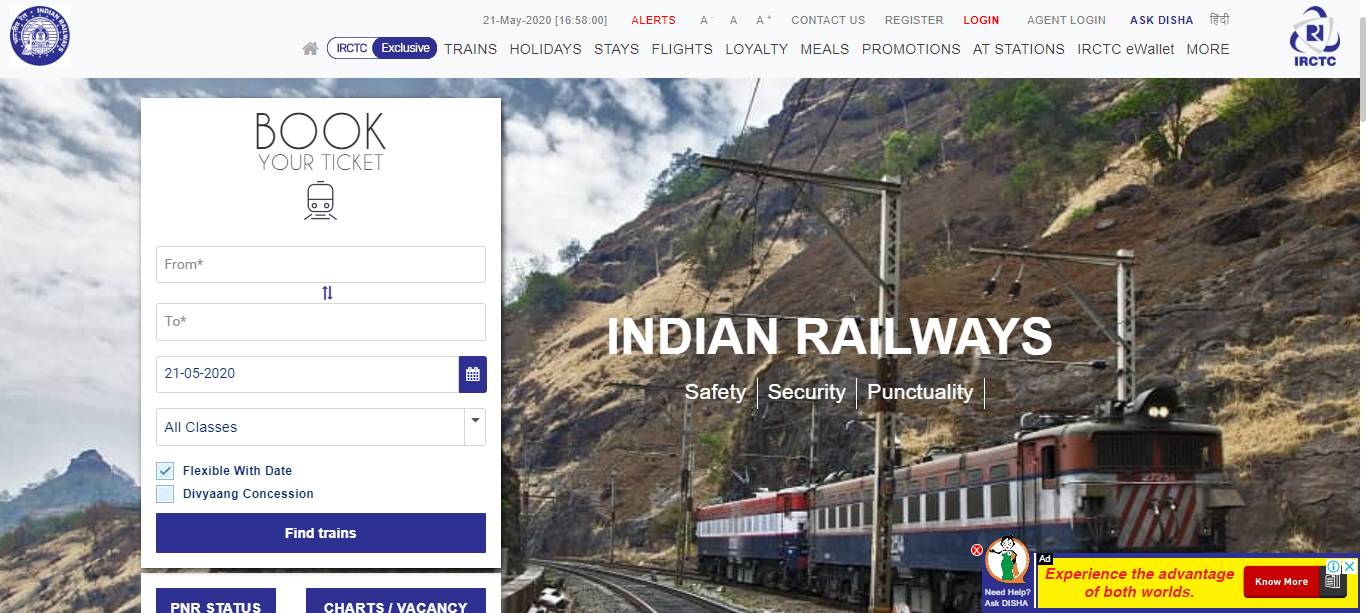 INDIAN RAILWAYS
21-May-2020 [16:58:00] ALERTS A- A A+ CONTACT US REGISTER LOGIN AGENT LOGIN ASK DISHA हिंदी
IRCTC Exclusive TRAINS HOLIDAYS STAYS FLIGHTS LOYALTY MEALS PROMOTIONS AT STATIONS IRCTC eWallet MORE
IRCTC
BOOK
YOUR TICKET
From*
To*
21-05-2020
All Classes
Flexible With Date
Divyaang Concession
Find trains
PNR STATUS CHARTS / VACANCY
INDIAN RAILWAYS
Safety Security Punctuality
Need Help?
Ask DISHA
Ad
Experience the advantage
of both worlds.
Know More